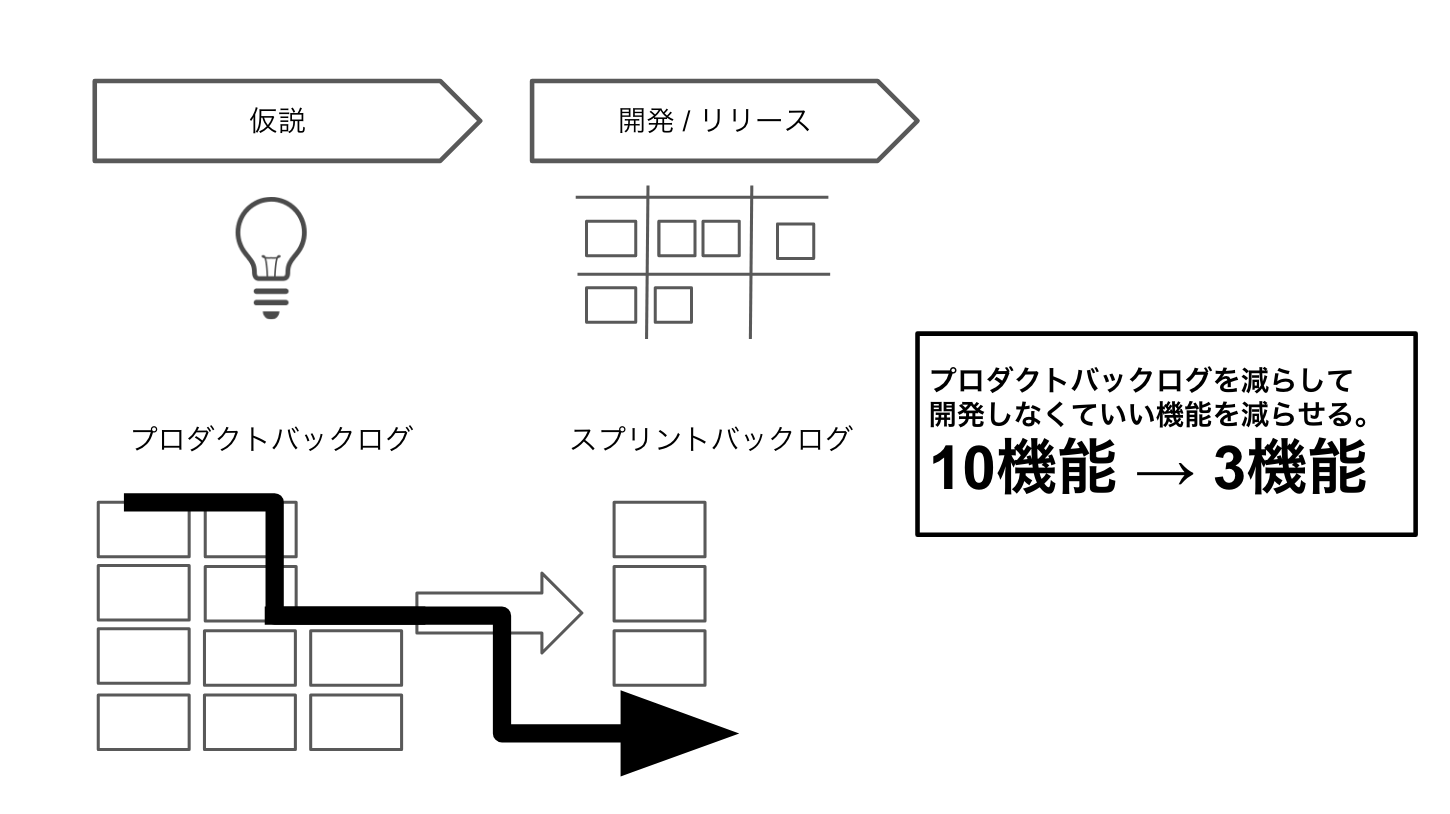 仮説
開発 / リリース
プロダクトバックログを減らして
開発しなくていい機能を減らせる。
10機能 → 3機能
プロダクトバックログ
スプリントバックログ